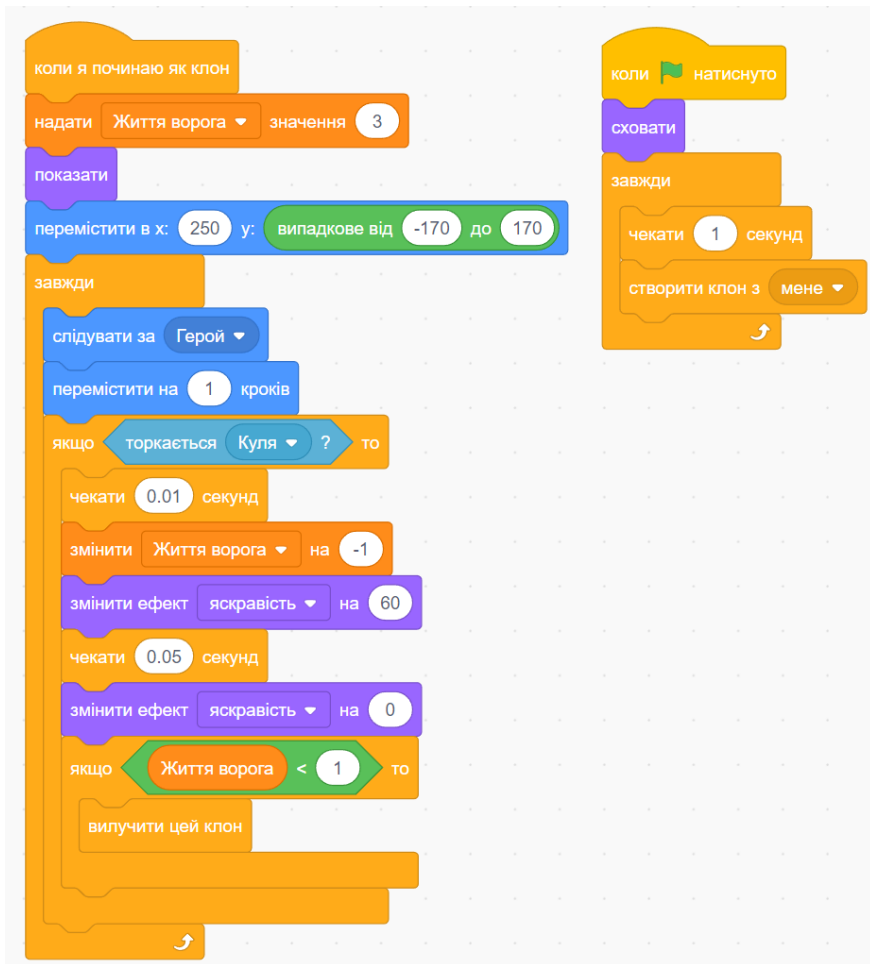 коли я починаю як клон
надати Життя ворога значення 3
показати
перемістити в x: 250 y: випадкове від -170 до 170
завжди
слідувати за Герой
перемістити на 1 кроків
якщо торкається Куля ? то
чекати 0.01 секунд
змінити Життя ворога на -1
змінити ефект яскравість на 60
чекати 0.05 секунд
змінити ефект яскравість на 0
якщо Життя ворога < 1 то
вилучити цей клон
коли натиснуто
сховати
завжди
чекати 1 секунд
створити клон з мене